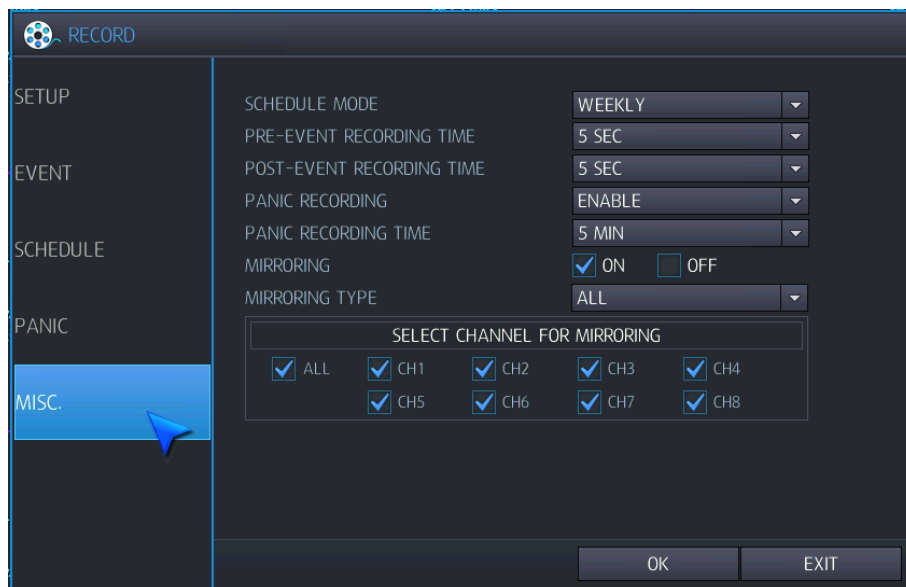 RECORD
SETUP
EVENT
SCHEDULE
PANIC
MISC.
SCHEDULE MODE WEEKLY
PRE-EVENT RECORDING TIME 5 SEC
POST-EVENT RECORDING TIME 5 SEC
PANIC RECORDING ENABLE
PANIC RECORDING TIME 5 MIN
MIRRORING ON OFF
MIRRORING TYPE ALL
SELECT CHANNEL FOR MIRRORING
ALL CH1 CH2 CH3 CH4
CH5 CH6 CH7 CH8
OK EXIT